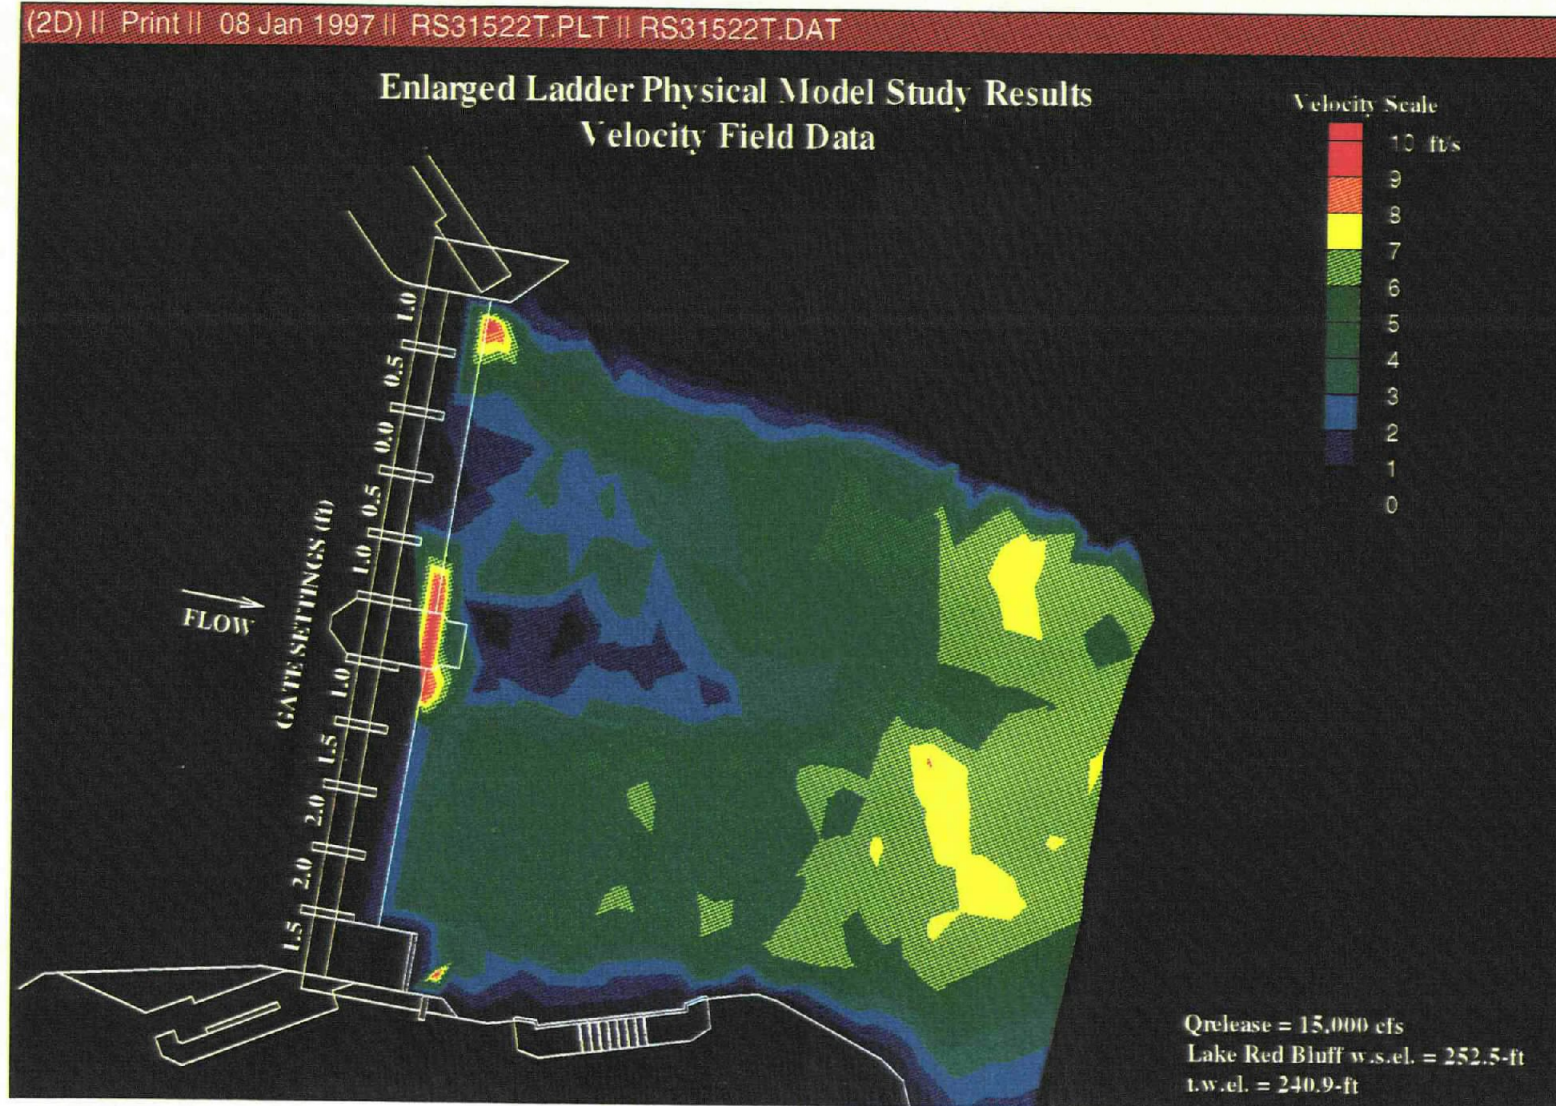 (2D) || Print || 08 Jan 1997 || RS31522T.PLT || RS31522T.DAT
Enlarged Ladder Physical Model Study Results
Velocity Field Data
Velocity Scale
10 ft/s
9
8
7
6
5
4
3
2
1
0
1.0
0.5
0.0
0.5
1.0
1.0
1.5
2.0
2.0
1.5
GATE SETTINGS (ft)
FLOW
Qrelease = 15,000 cfs
Lake Red Bluff w.s.el. = 252.5-ft
t.w.el. = 240.9-ft